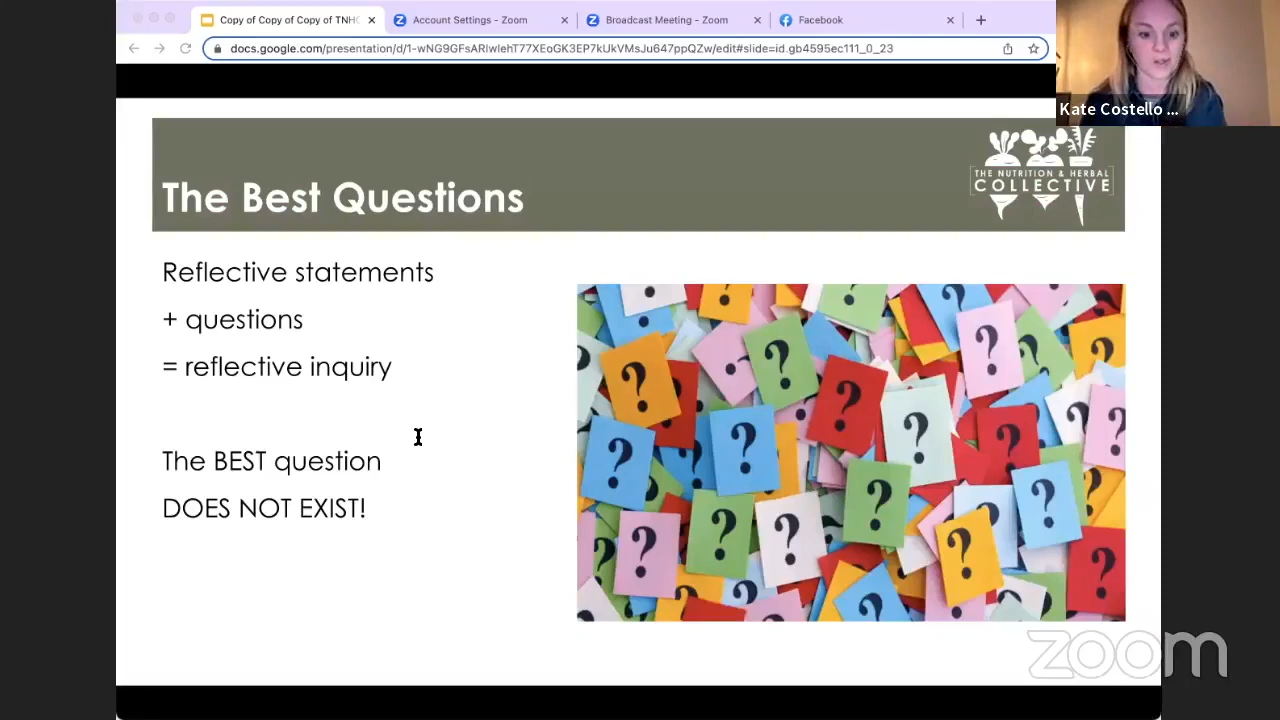 Copy of Copy of Copy of TNHC
Account Settings - Zoom
Broadcast Meeting - Zoom
Facebook
docs.google.com/presentation/d/1-wNG9GFsARlwlehT77XEoGK3EP7kUkVMsJu647ppQZw/edit#slide=id.gb4595ec111_0_23
Kate Costello ...
The Best Questions
THE NUTRITION & HERBAL
COLLECTIVE
Reflective statements
+ questions
= reflective inquiry
The BEST question
DOES NOT EXIST!
zoom